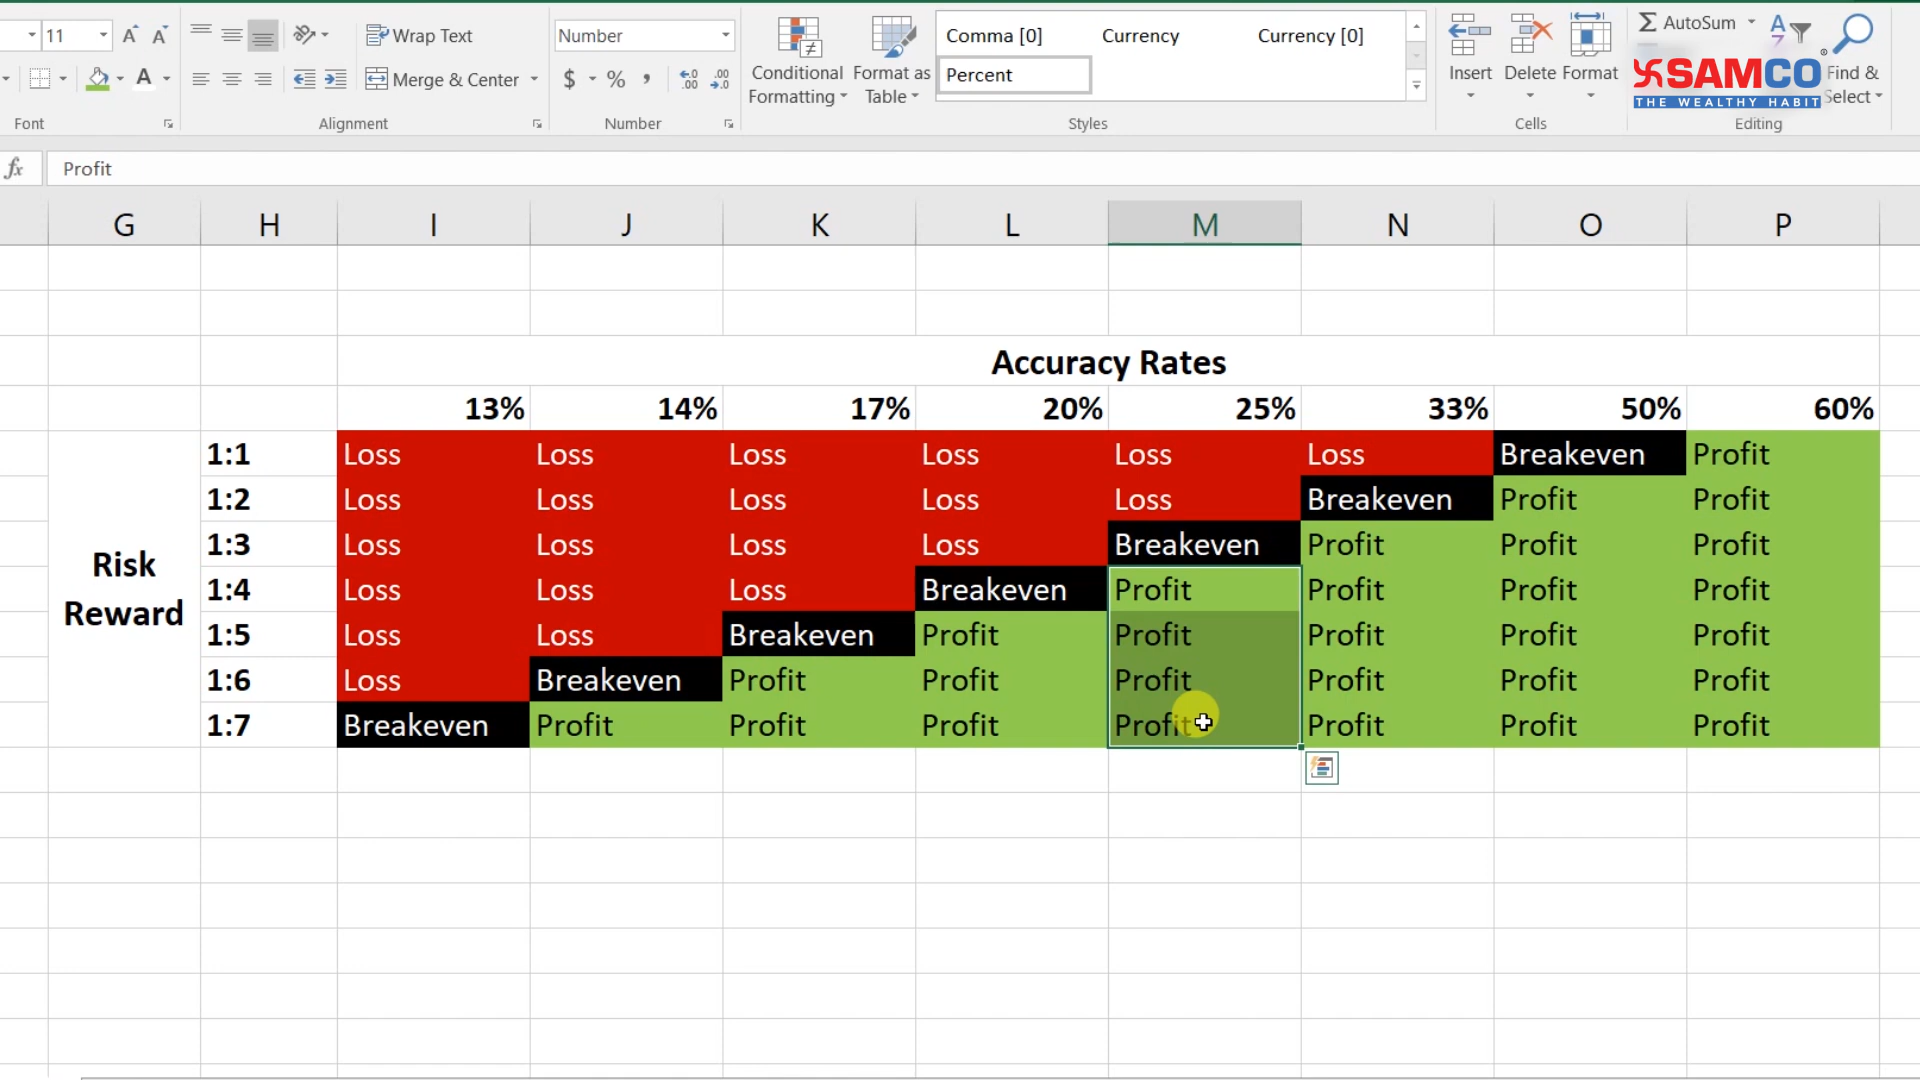 11
Wrap Text
Number
Comma [0] Currency Currency [0]
AutoSum
Merge & Center
$ % ,
Conditional Formatting
Format as Table
Percent
Insert Delete Format
SAMCO
THE WEALTHY HABIT
Find &
Select
Font Alignment Number Styles Cells Editing
fx Profit
G H I J K L M N O P
Accuracy Rates
13% 14% 17% 20% 25% 33% 50% 60%
Risk
Reward
1:1 Loss Loss Loss Loss Loss Loss Breakeven Profit
1:2 Loss Loss Loss Loss Loss Breakeven Profit Profit
1:3 Loss Loss Loss Loss Breakeven Profit Profit Profit
1:4 Loss Loss Loss Breakeven Profit Profit Profit Profit
1:5 Loss Loss Breakeven Profit Profit Profit Profit Profit
1:6 Loss Breakeven Profit Profit Profit Profit Profit Profit
1:7 Breakeven Profit Profit Profit Profit Profit Profit Profit